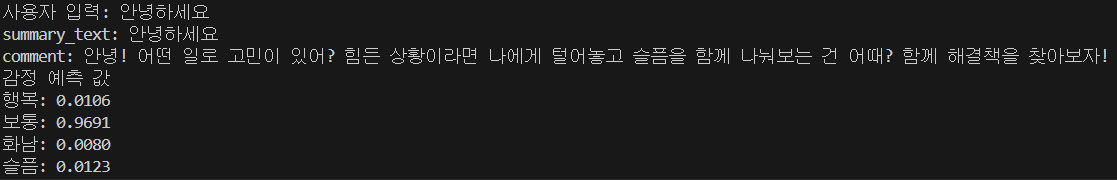 사용자 입력: 안녕하세요
summary_text: 안녕하세요
comment: 안녕! 어떤 일로 고민이 있어? 힘든 상황이라면 나에게 털어놓고 슬픔을 함께 나눠보는 건 어때? 함께 해결책을 찾아보자!
감정 예측 값
행복: 0.0106
보통: 0.9691
화남: 0.0080
슬픔: 0.0123